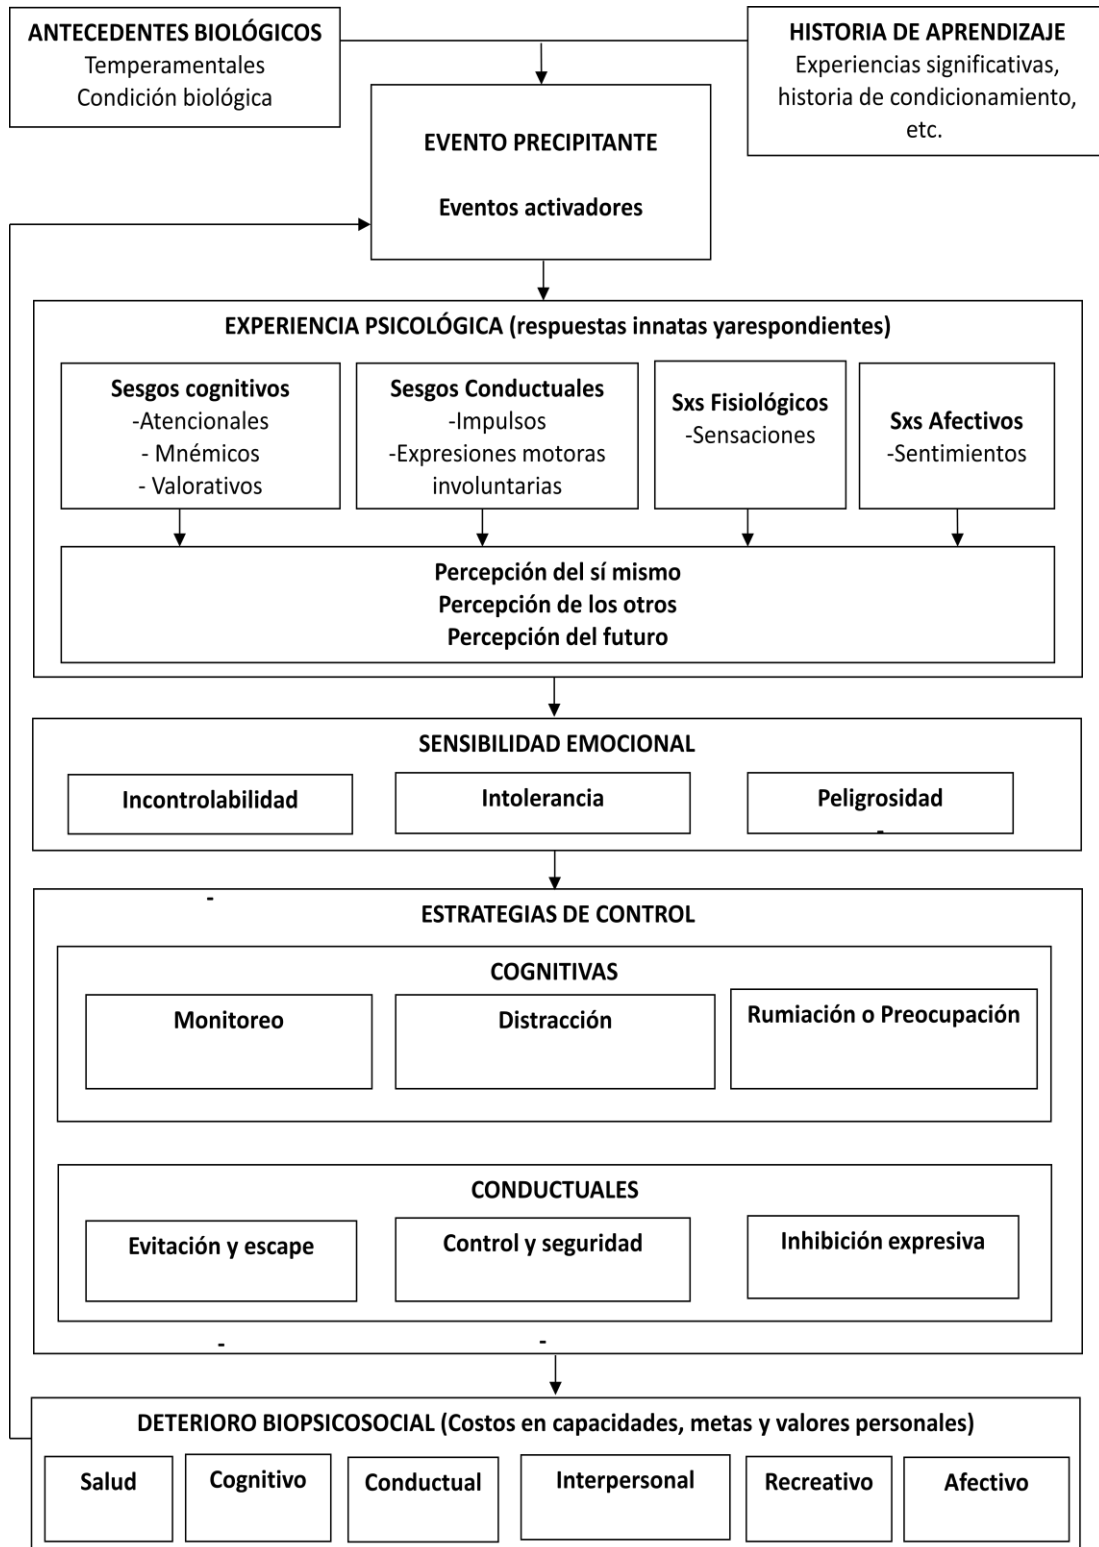 ANTECEDENTES BIOLÓGICOS
Temperamentales
Condición biológica
HISTORIA DE APRENDIZAJE
Experiencias significativas,
historia de condicionamiento,
etc.
EVENTO PRECIPITANTE
Eventos activadores
EXPERIENCIA PSICOLÓGICA (respuestas innatas yarespondientes)
Sesgos cognitivos
-Atencionales
- Mnémicos
- Valorativos
Sesgos Conductuales
-Impulsos
-Expresiones motoras
involuntarias
Sxs Fisiológicos
-Sensaciones
Sxs Afectivos
-Sentimientos
Percepción del sí mismo
Percepción de los otros
Percepción del futuro
SENSIBILIDAD EMOCIONAL
Incontrolabilidad
Intolerancia
Peligrosidad
-
-
ESTRATEGIAS DE CONTROL
COGNITIVAS
Monitoreo
Distracción
Rumiación o Preocupación
CONDUCTUALES
Evitación y escape
Control y seguridad
Inhibición expresiva
- -
DETERIORO BIOPSICOSOCIAL (Costos en capacidades, metas y valores personales)
Salud
Cognitivo
Conductual
Interpersonal
Recreativo
Afectivo